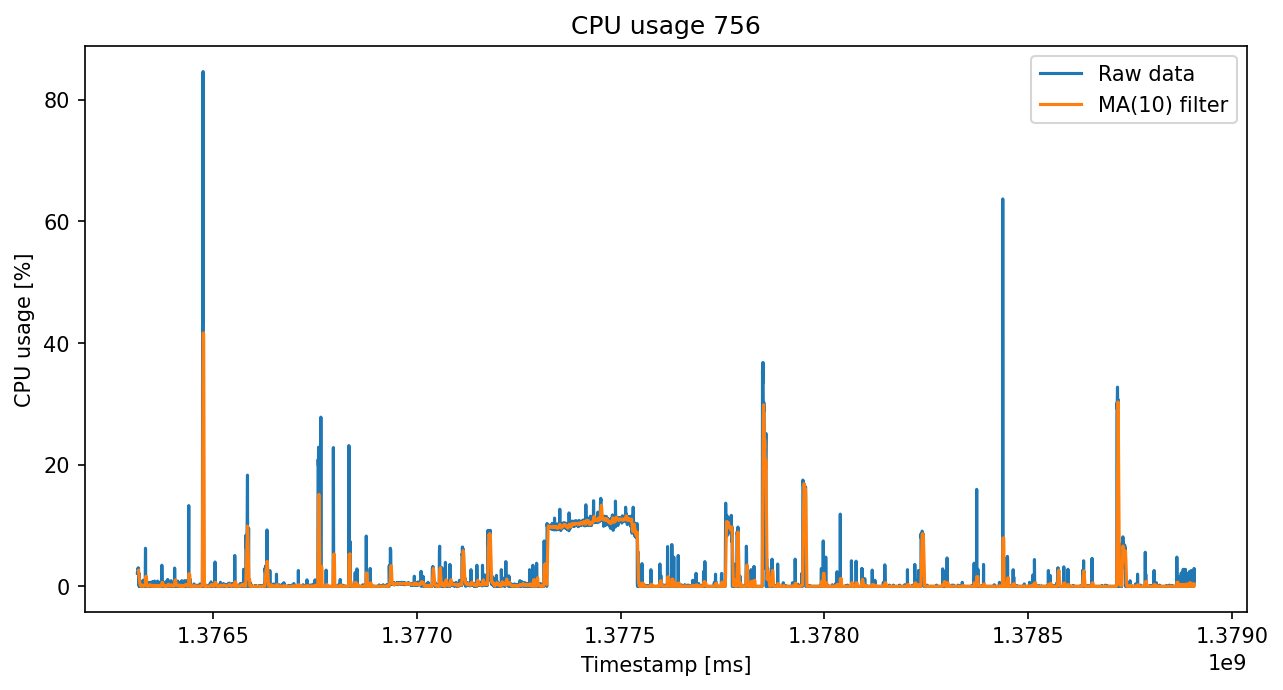 CPU usage 756
Raw data
MA(10) filter
CPU usage [%]
80
60
40
20
0
1.3765
1.3770
1.3775
1.3780
1.3785
1.3790
1e9
Timestamp [ms]